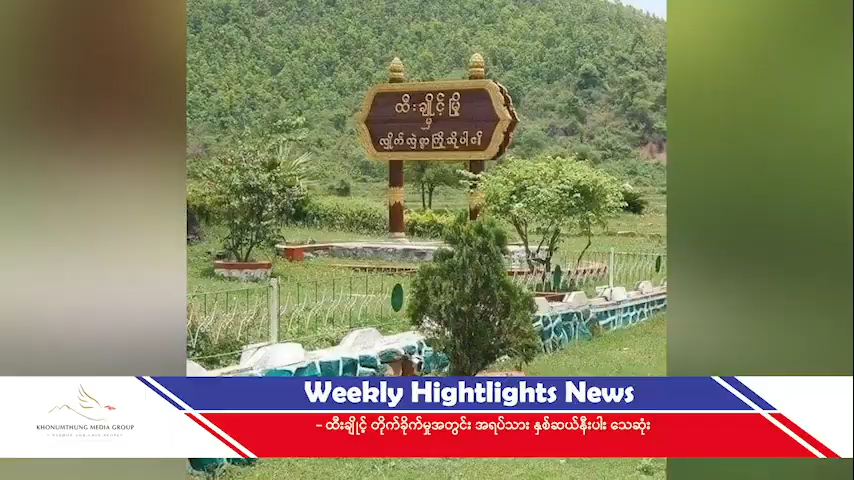 ထီးချိုင့်မြို့
မှ
လှိုက်လှဲစွာကြိုဆိုပါ၏
Weekly Hightlights News
- ထီးချိုင့် တိုက်ခိုက်မှုအတွင်း အရပ်သား နှစ်ဆယ်နီးပါး သေဆုံး
KHONUMTHUNG MEDIA GROUP